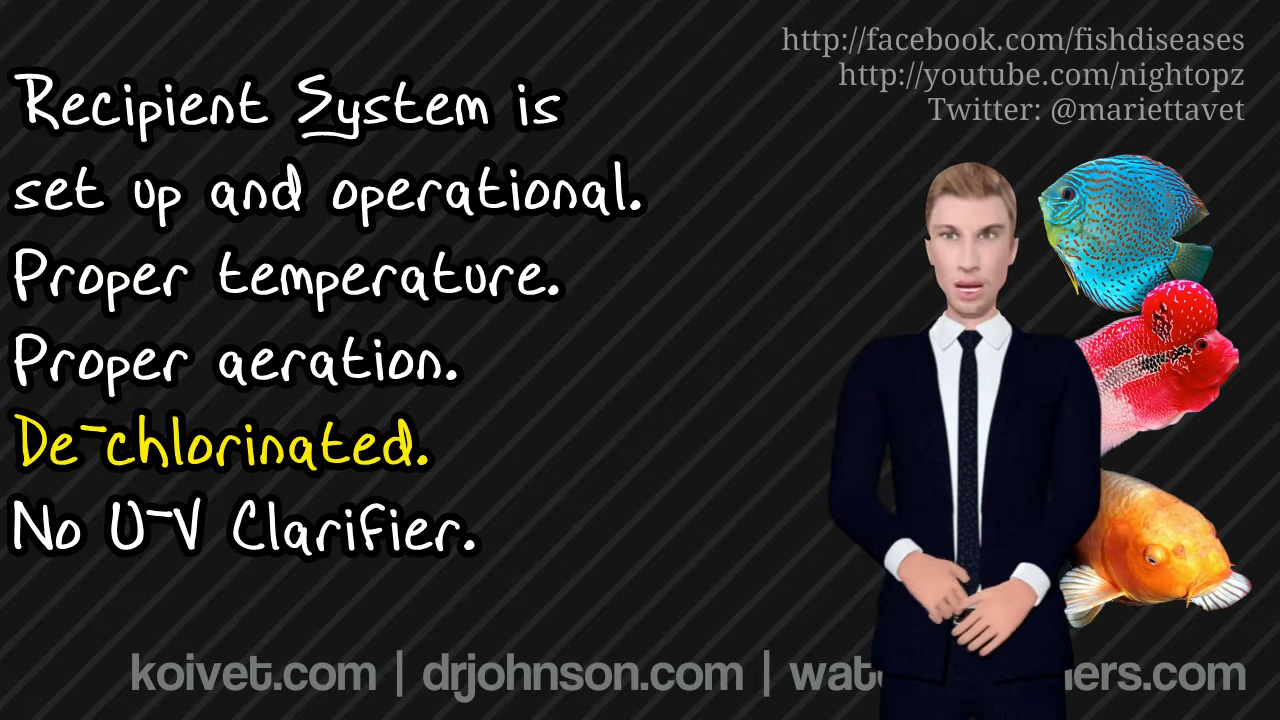 http://facebook.com/fishdiseases
http://youtube.com/nightopz
Twitter: @mariettavet
Recipient System is
set up and operational.
Proper temperature.
Proper aeration.
De-chlorinated.
No U-V Clarifier.
koivet.com | drjohnson.com |